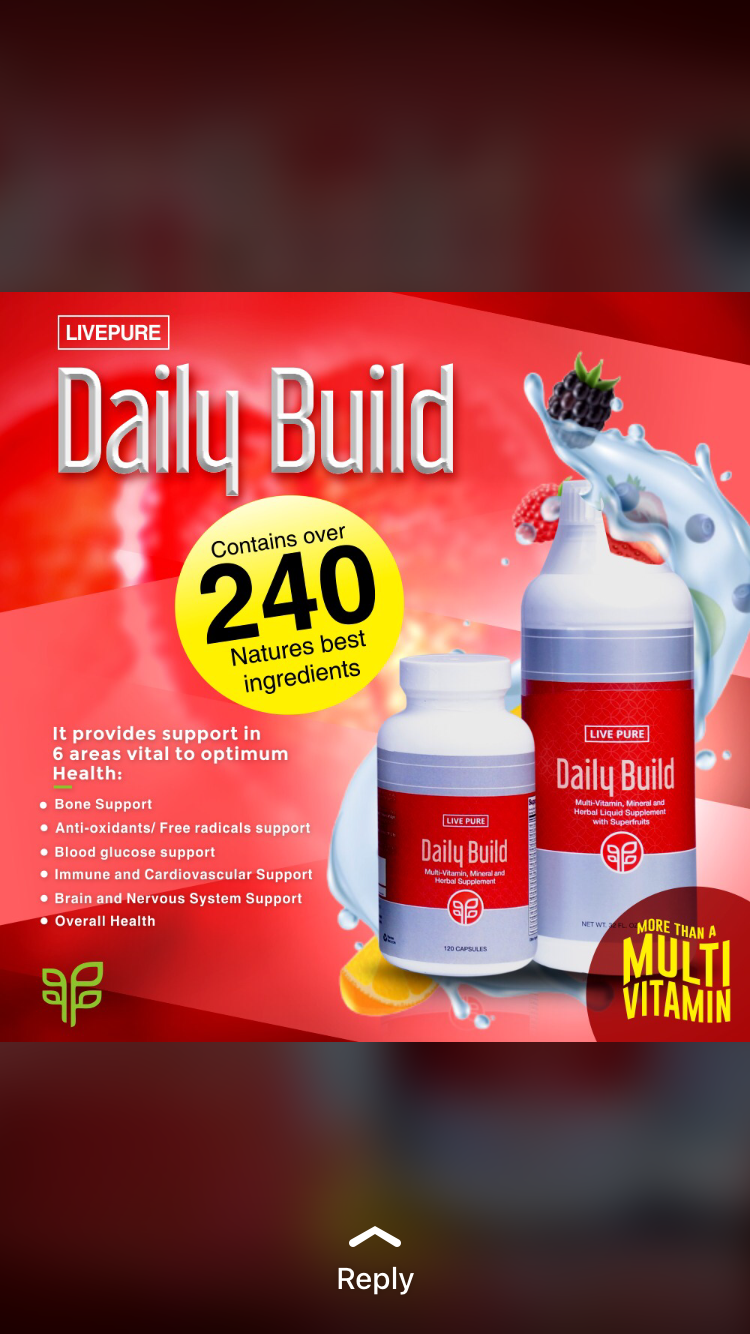 LIVEPURE
Daily Build
Contains over
240
Natures best
ingredients
It provides support in
6 areas vital to optimum
Health:
Bone Support
Anti-oxidants/ Free radicals support
Blood glucose support
Immune and Cardiovascular Support
Brain and Nervous System Support
Overall Health
LIVE PURE
Daily Build
Multi-Vitamin, Mineral and
Herbal Supplement
120 CAPSULES
LIVE PURE
Daily Build
Multi-Vitamin, Mineral and
Herbal Liquid Supplement
with Superfruits
NET WT.
MORE THAN A
MULTI
VITAMIN
Reply